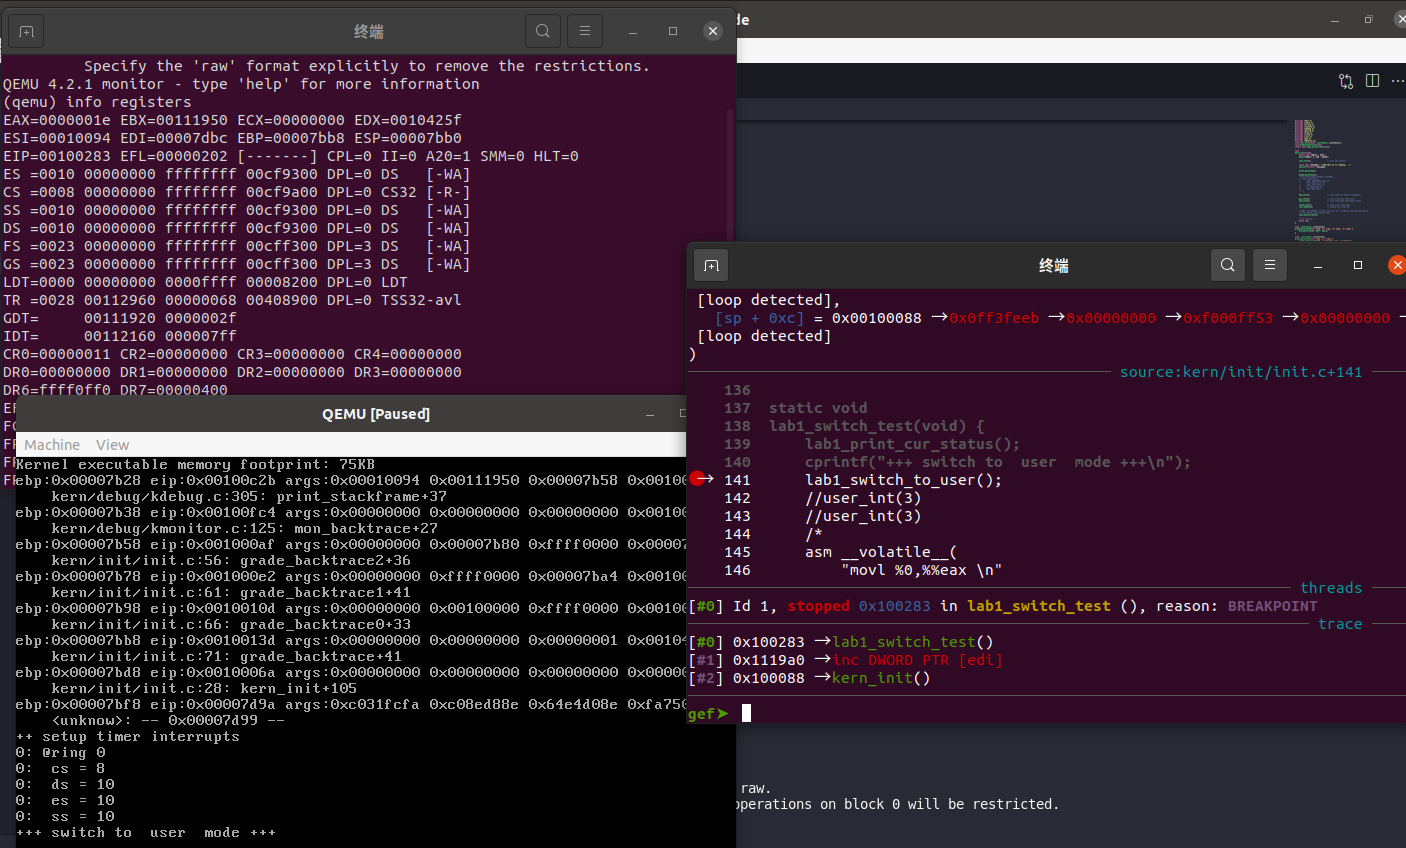 终端
de
Specify the 'raw' format explicitly to remove the restrictions.
QEMU 4.2.1 monitor - type 'help' for more information
(qemu) info registers
EAX=0000001e EBX=00111950 ECX=00000000 EDX=0010425f
ESI=00010094 EDI=00007dbc EBP=00007bb8 ESP=00007bb0
EIP=00100283 EFL=00000202 [-------] CPL=0 II=0 A20=1 SMM=0 HLT=0
ES =0010 00000000 ffffffff 00cf9300 DPL=0 DS   [-WA]
CS =0008 00000000 ffffffff 00cf9a00 DPL=0 CS32 [-R-]
SS =0010 00000000 ffffffff 00cf9300 DPL=0 DS   [-WA]
DS =0010 00000000 ffffffff 00cf9300 DPL=0 DS   [-WA]
FS =0023 00000000 ffffffff 00cff300 DPL=3 DS   [-WA]
GS =0023 00000000 ffffffff 00cff300 DPL=3 DS   [-WA]
LDT=0000 00000000 0000ffff 00008200 DPL=0 LDT
TR =0028 00112960 00000068 00408900 DPL=0 TSS32-avl
GDT=     00111920 0000002f
IDT=     00112160 000007ff
CR0=00000011 CR2=00000000 CR3=00000000 CR4=00000000
DR0=00000000 DR1=00000000 DR2=00000000 DR3=00000000
DR6=ffff0ff0 DR7=00000400
QEMU [Paused]
Machine View
Kernel executable memory footprint: 75KB
ebp:0x00007b28 eip:0x00100c2b args:0x00010094 0x00111950 0x00007b58 0x00100
kern/debug/kdebug.c:305: print_stackframe+37
ebp:0x00007b38 eip:0x00100fc4 args:0x00000000 0x00000000 0x00000000 0x00100
kern/debug/kmonitor.c:125: mon_backtrace+27
ebp:0x00007b58 eip:0x001000af args:0x00000000 0x00007b80 0xffff0000 0x00007
kern/init/init.c:56: grade_backtrace2+36
ebp:0x00007b78 eip:0x001000e2 args:0x00000000 0xffff0000 0x00007ba4 0x00100
kern/init/init.c:61: grade_backtrace1+41
ebp:0x00007b98 eip:0x0010010d args:0x00000000 0x00100000 0xffff0000 0x00100
kern/init/init.c:66: grade_backtrace0+33
ebp:0x00007bb8 eip:0x0010013d args:0x00000000 0x00000000 0x00000001 0x00104
kern/init/init.c:71: grade_backtrace+41
ebp:0x00007bd8 eip:0x0010006a args:0x00000000 0x00000000 0x00000000 0x00000
kern/init/init.c:28: kern_init+105
ebp:0x00007bf8 eip:0x00007d9a args:0xc031fcfa 0xc08ed88e 0x64e4d08e 0xfa750
<unknow>: -- 0x00007d99 --
++ setup timer interrupts
0: @ring 0
0:  cs = 8
0:  ds = 10
0:  es = 10
0:  ss = 10
+++ switch to  user  mode +++
终端
[loop detected],
[sp + 0xc] = 0x00100088 →0x0ff3feeb →0x00000000 →0xf000ff53 →0x00000000 →
[loop detected]
)
source:kern/init/init.c+141
136
137  static void
138  lab1_switch_test(void) {
139      lab1_print_cur_status();
140      cprintf("+++ switch to  user  mode +++\n");
→ 141      lab1_switch_to_user();
142      //user_int(3)
143      //user_int(3)
144      /*
145      asm __volatile__(
146          "movl %0,%%eax \n"
threads
[#0] Id 1, stopped 0x100283 in lab1_switch_test (), reason: BREAKPOINT
trace
[#0] 0x100283 →lab1_switch_test()
[#1] 0x1119a0 →inc DWORD PTR [edi]
[#2] 0x100088 →kern_init()
gef➤
raw.
operations on block 0 will be restricted.